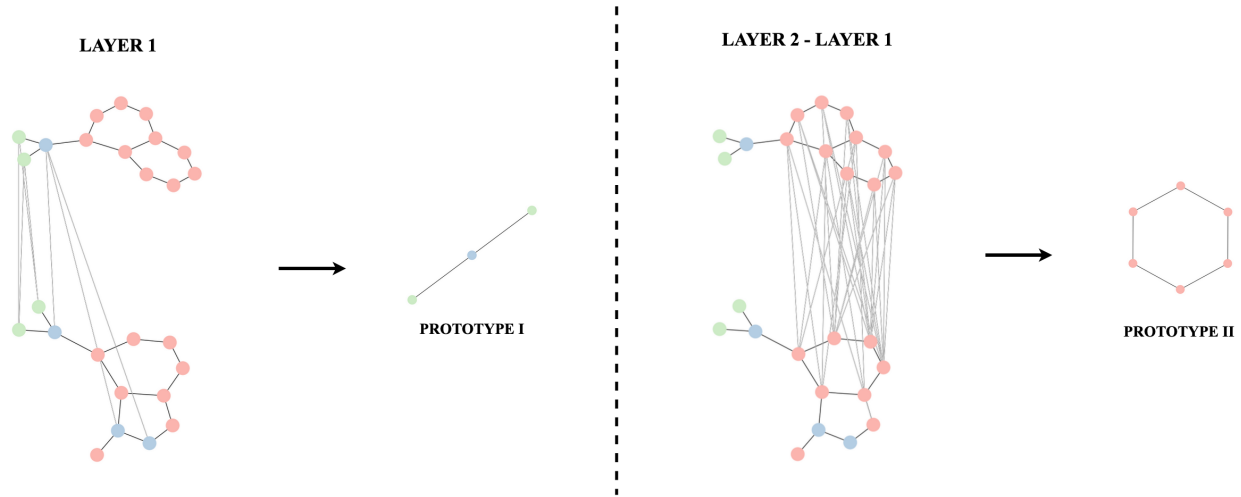 LAYER 1
PROTOTYPE I
LAYER 2 - LAYER 1
PROTOTYPE II